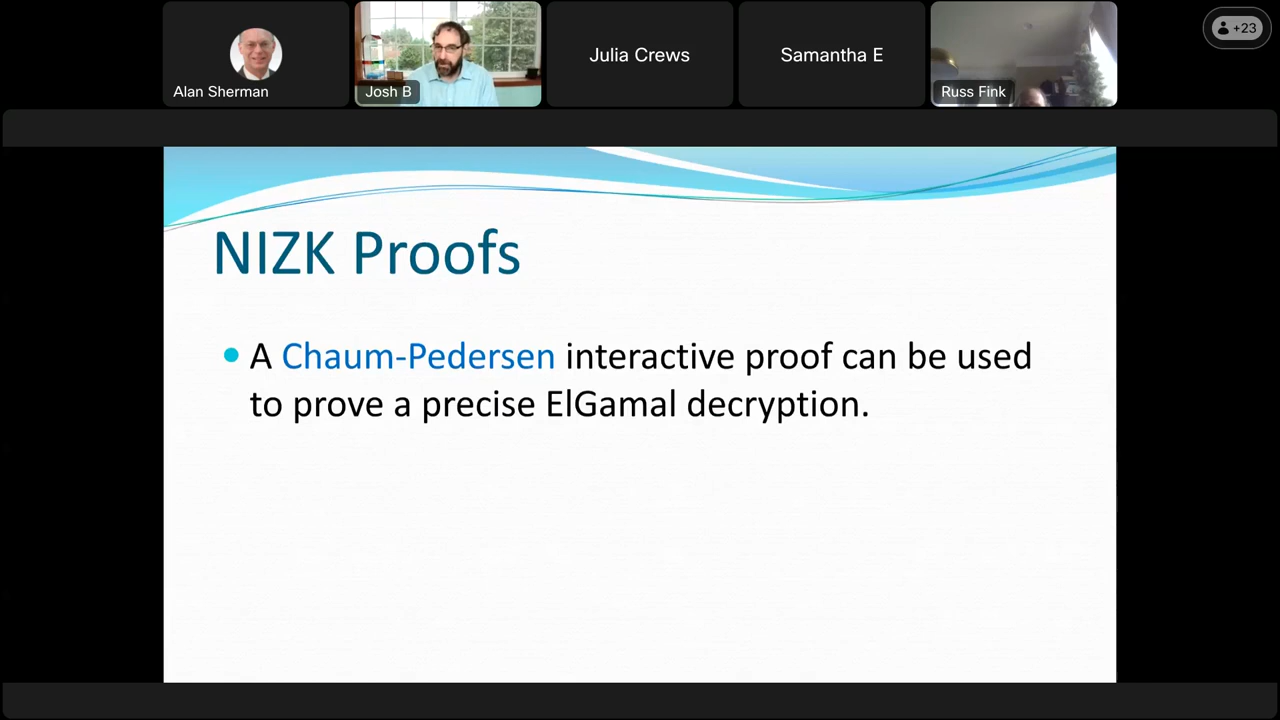 Alan Sherman
Josh B
Julia Crews
Samantha E
Russ Fink
+23
NIZK Proofs
• A Chaum-Pedersen interactive proof can be used
to prove a precise ElGamal decryption.